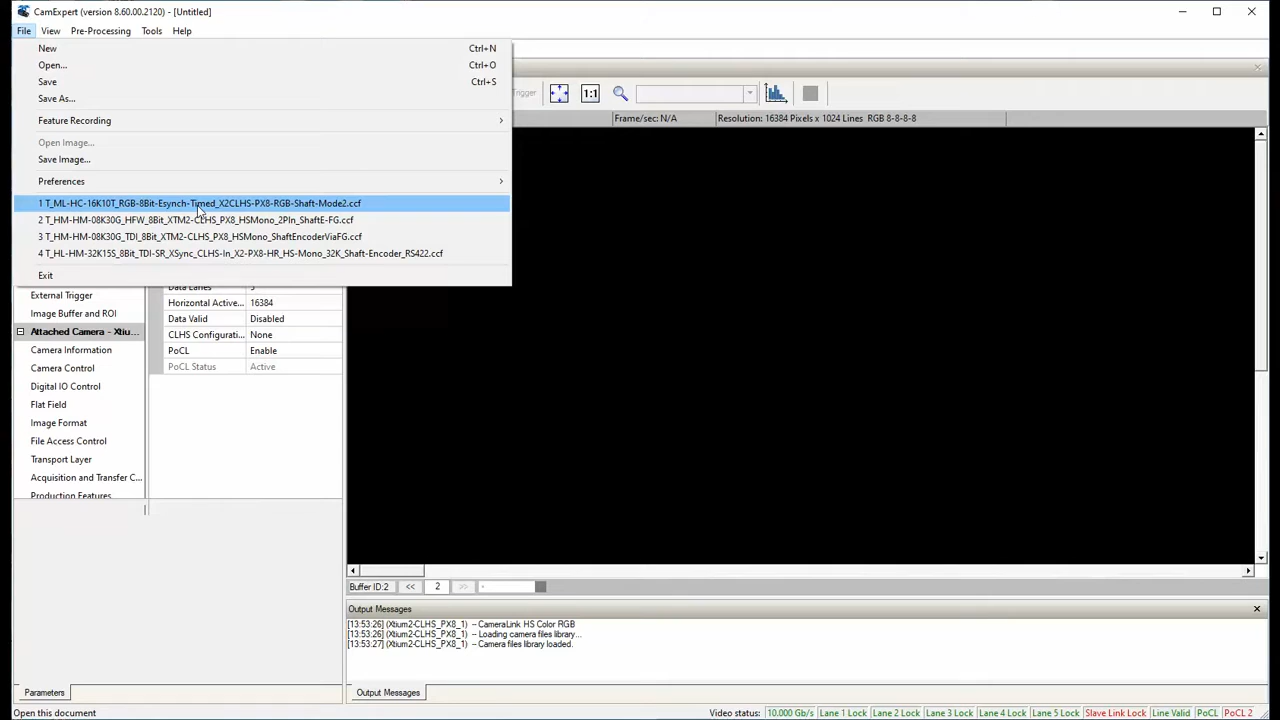 CamExpert (version 8.60.00.2120) - [Untitled]
File View Pre-Processing Tools Help
New Ctrl+N
Open... Ctrl+O
Save Ctrl+S
Save As...
Feature Recording
Open Image...
Save Image...
Preferences
1 T_ML-HC-16K10T_RGB-8Bit-Esynch-Timed_X2CLHS-PX8-RGB-Shaft-Mode2.ccf
2 T_HM-HM-08K30G_HFW_8Bit_XTM2-CLHS_PX8_HSMono_2PIn_ShaftE-FG.ccf
3 T_HM-HM-08K30G_TDI_8Bit_XTM2-CLHS_PX8_HSMono_ShaftEncoderViaFG.ccf
4 T_HL-HM-32K15S_8Bit_TDI-SR_XSync_CLHS-In_X2-PX8-HR_HS-Mono_32K_Shaft-Encoder_RS422.ccf
Exit
Trigger 1:1
Frame/sec: N/A Resolution: 16384 Pixels x 1024 Lines RGB 8-8-8-8
External Trigger
Image Buffer and ROI
Attached Camera - Xtiu...
Camera Information
Camera Control
Digital IO Control
Flat Field
Image Format
File Access Control
Transport Layer
Acquisition and Transfer C...
Production Features
Data Lanes 5
Horizontal Active... 16384
Data Valid Disabled
CLHS Configurati... None
PoCL Enable
PoCL Status Active
Buffer ID:2 << 2 >>
Output Messages
[13:53:26] (Xtium2-CLHS_PX8_1) -- CameraLink HS Color RGB
[13:53:26] (Xtium2-CLHS_PX8_1) -- Loading camera files library...
[13:53:27] (Xtium2-CLHS_PX8_1) -- Camera files library loaded.
Parameters
Output Messages
Open this document
Video status: 10.000 Gb/s Lane 1 Lock Lane 2 Lock Lane 3 Lock Lane 4 Lock Lane 5 Lock Slave Link Lock Line Valid PoCL PoCL 2